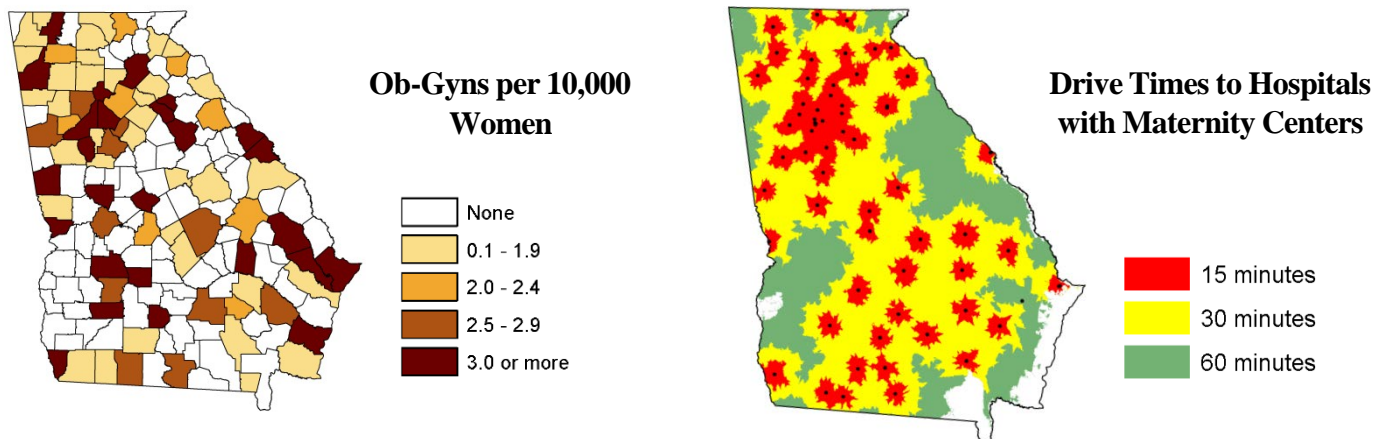 Ob-Gyns per 10,000
Women
None
0.1 - 1.9
2.0 - 2.4
2.5 - 2.9
3.0 or more
Drive Times to Hospitals
with Maternity Centers
15 minutes
30 minutes
60 minutes